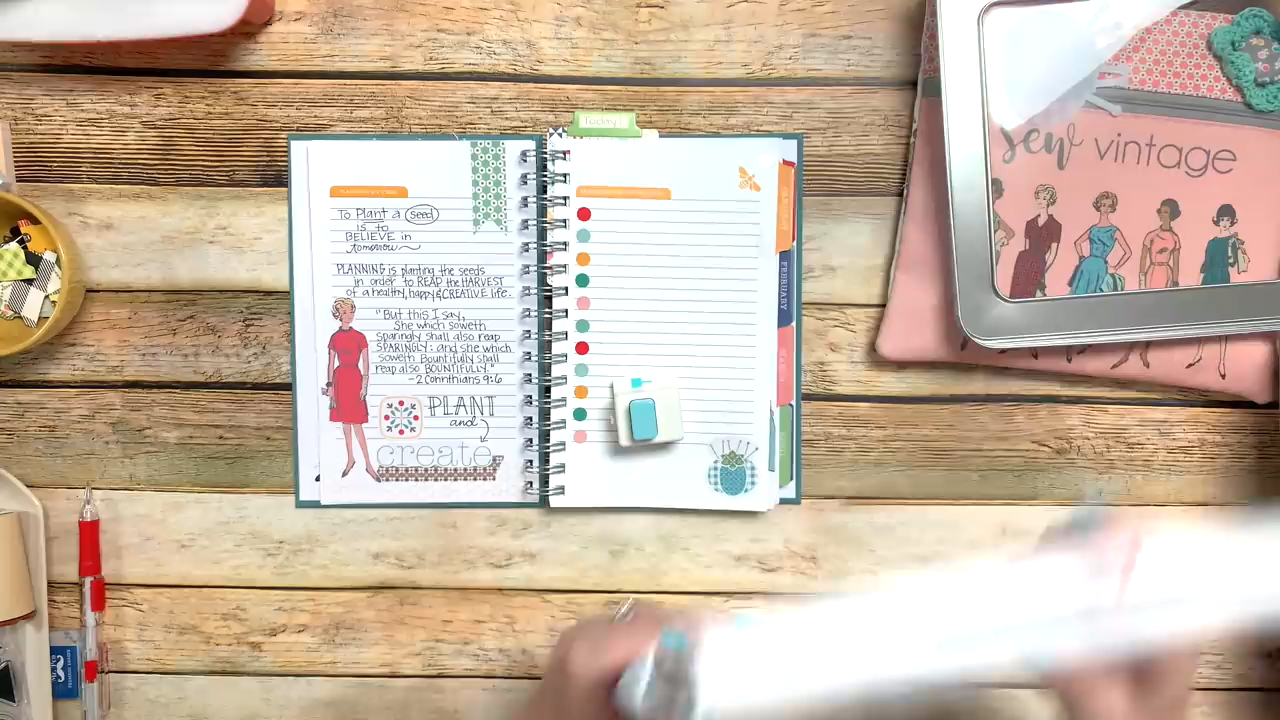 Today
To Plant a seed
is to
BELIEVE in
tomorrow
PLANNING is planting the seeds
in order to REAP the HARVEST
of a healthy, happy & CREATIVE life.
"But this I say,
She which soweth
sparingly shall also reap
SPARINGLY: and she which
soweth Bountifully shall
reap also BOUNTIFULLY."
-2 Corinthians 9:6
PLANT
and
create
FEBRUARY
sew vintage